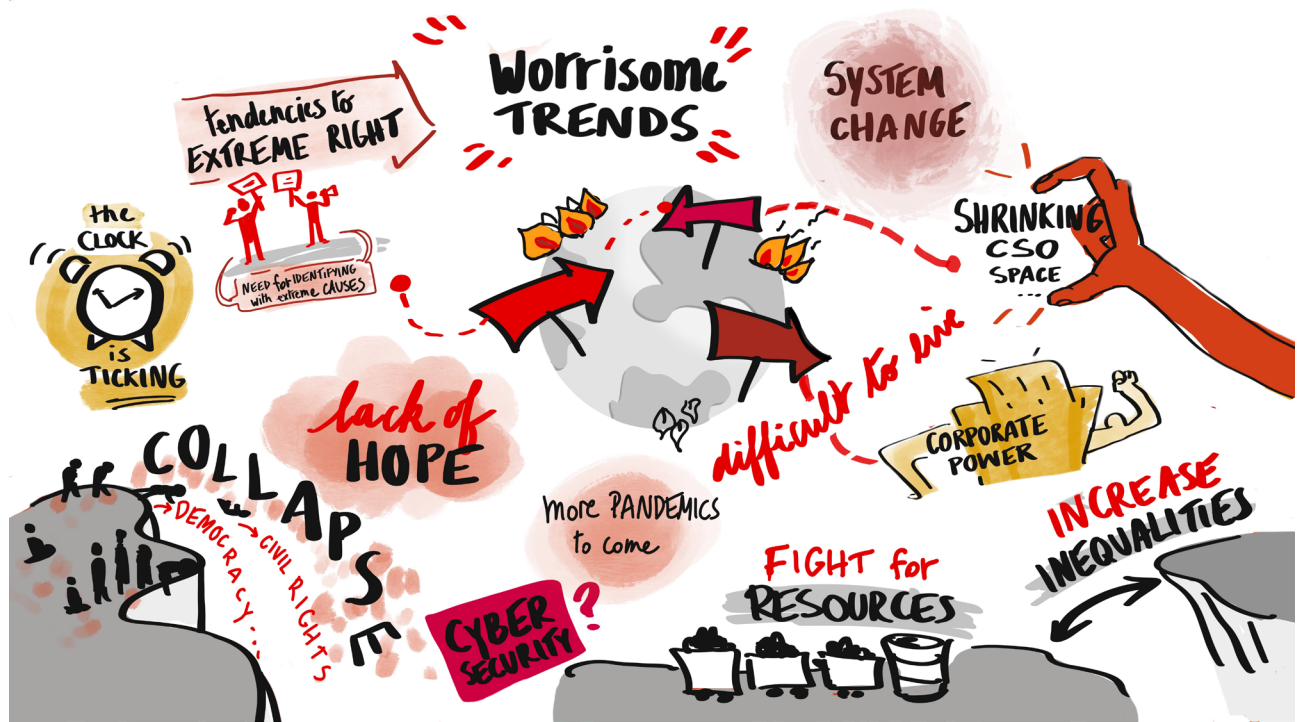 Worrisome
TRENDS
tendencies to
EXTREME RIGHT
NEED for IDENTIFYING
with extreme CAUSES
the
CLOCK
is
TICKING
SYSTEM
CHANGE
SHRINKING
CSO
SPACE
...
lack of
HOPE
difficult to live
CORPORATE
POWER
COLLAPSE
→ DEMOCRACY...
→ CIVIL RIGHTS
more PANDEMICS
to come
CYBER
SECURITY
?
FIGHT for
RESOURCES
INCREASE
INEQUALITIES